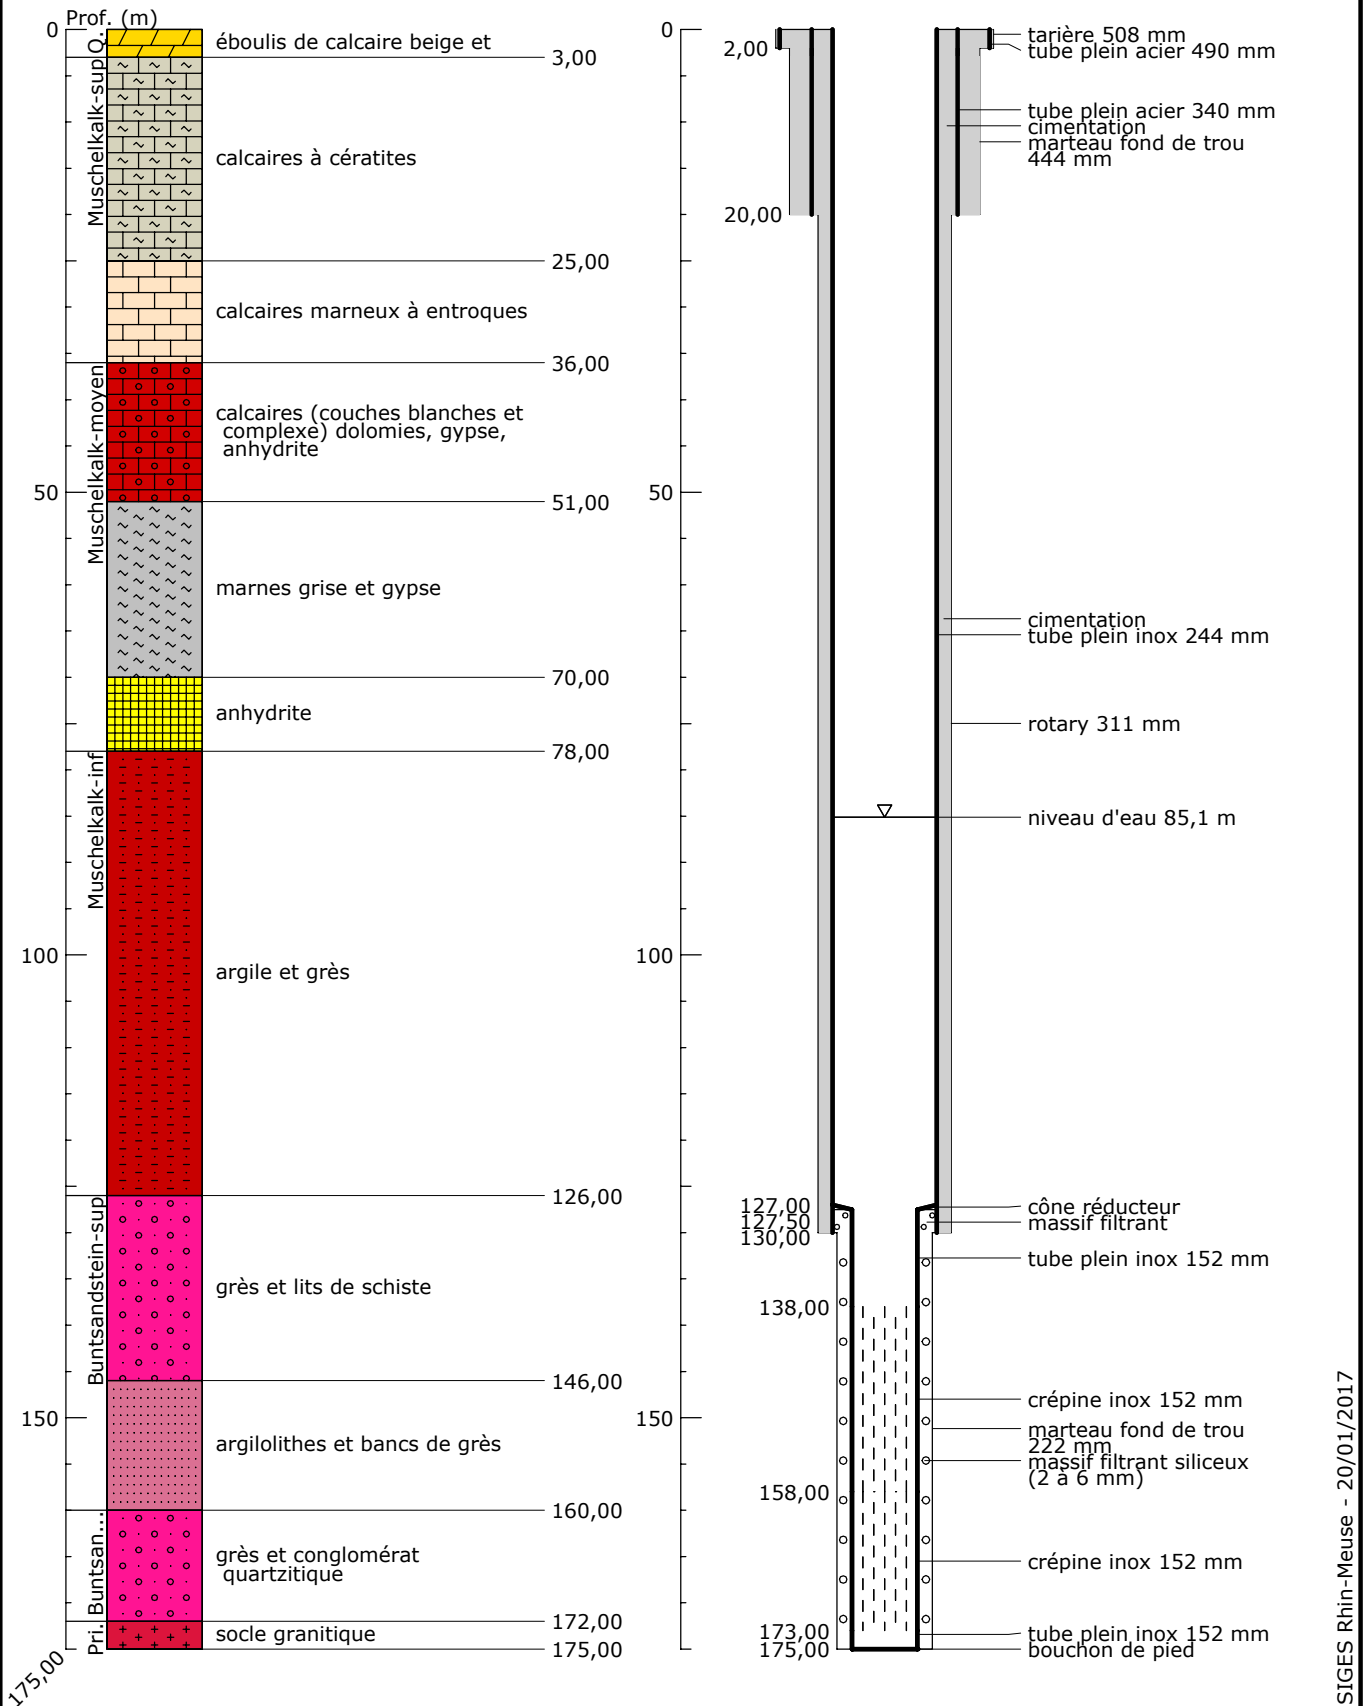 Prof. (m)
0
Q.
éboulis de calcaire beige et
3,00
Muschelkalk-sup
calcaires à cératites
25,00
calcaires marneux à entroques
36,00
Muschelkalk-moyen
calcaires (couches blanches et
complexe) dolomies, gypse,
anhydrite
50
51,00
marnes grise et gypse
70,00
anhydrite
78,00
Muschelkalk-inf
100
argile et grès
126,00
Buntsandstein-sup
grès et lits de schiste
146,00
150
argilolithes et bancs de grès
160,00
Buntsan...
grès et conglomérat
quartzitique
172,00
Pri.
socle granitique
175,00
175,00
0
tarière 508 mm
2,00
tube plein acier 490 mm
tube plein acier 340 mm
cimentation
marteau fond de trou
444 mm
20,00
50
cimentation
tube plein inox 244 mm
rotary 311 mm
niveau d'eau 85,1 m
100
127,00
cône réducteur
127,50
massif filtrant
130,00
tube plein inox 152 mm
138,00
crépine inox 152 mm
150
marteau fond de trou
222 mm
massif filtrant siliceux
(2 à 6 mm)
158,00
crépine inox 152 mm
173,00
tube plein inox 152 mm
175,00
bouchon de pied
SIGES Rhin-Meuse - 20/01/2017